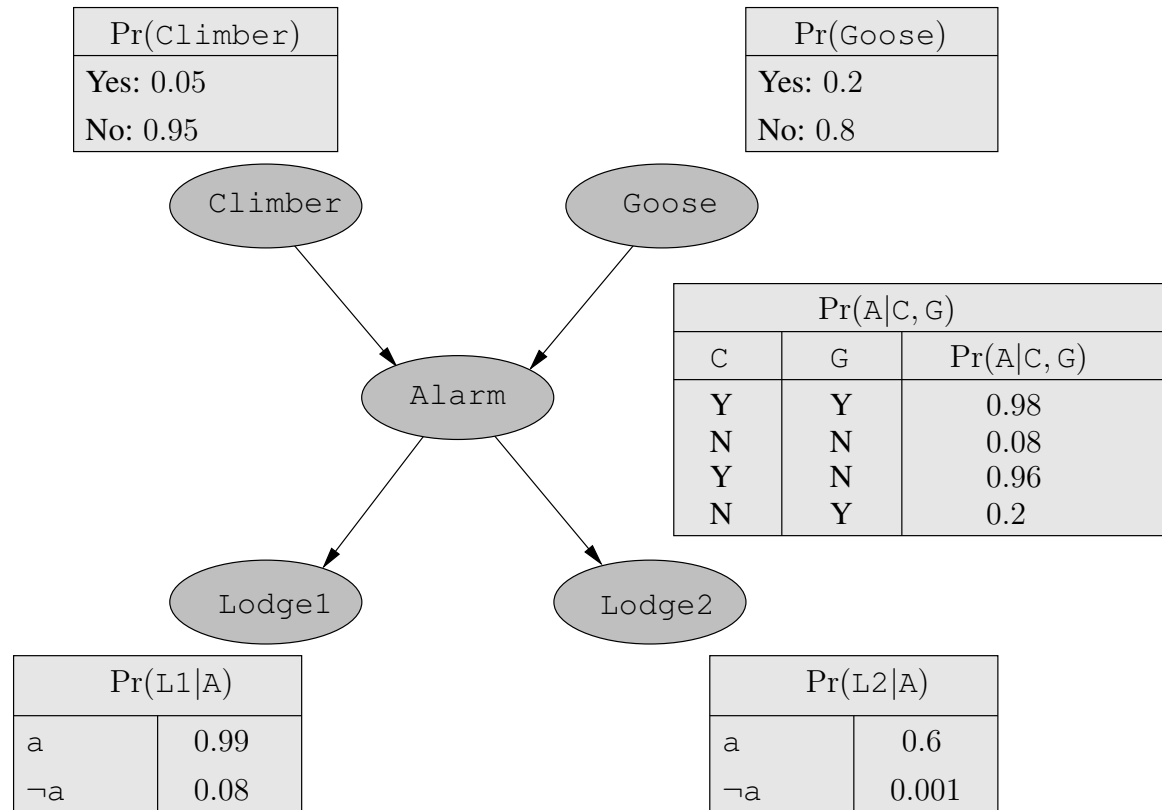 Pr(Climber)
Yes: 0.05
No: 0.95
Pr(Goose)
Yes: 0.2
No: 0.8
Climber
Goose
Pr(A|C, G)
C G Pr(A|C, G)
Y Y 0.98
N N 0.08
Y N 0.96
N Y 0.2
Alarm
Lodge1
Lodge2
Pr(L1|A)
a 0.99
¬a 0.08
Pr(L2|A)
a 0.6
¬a 0.001